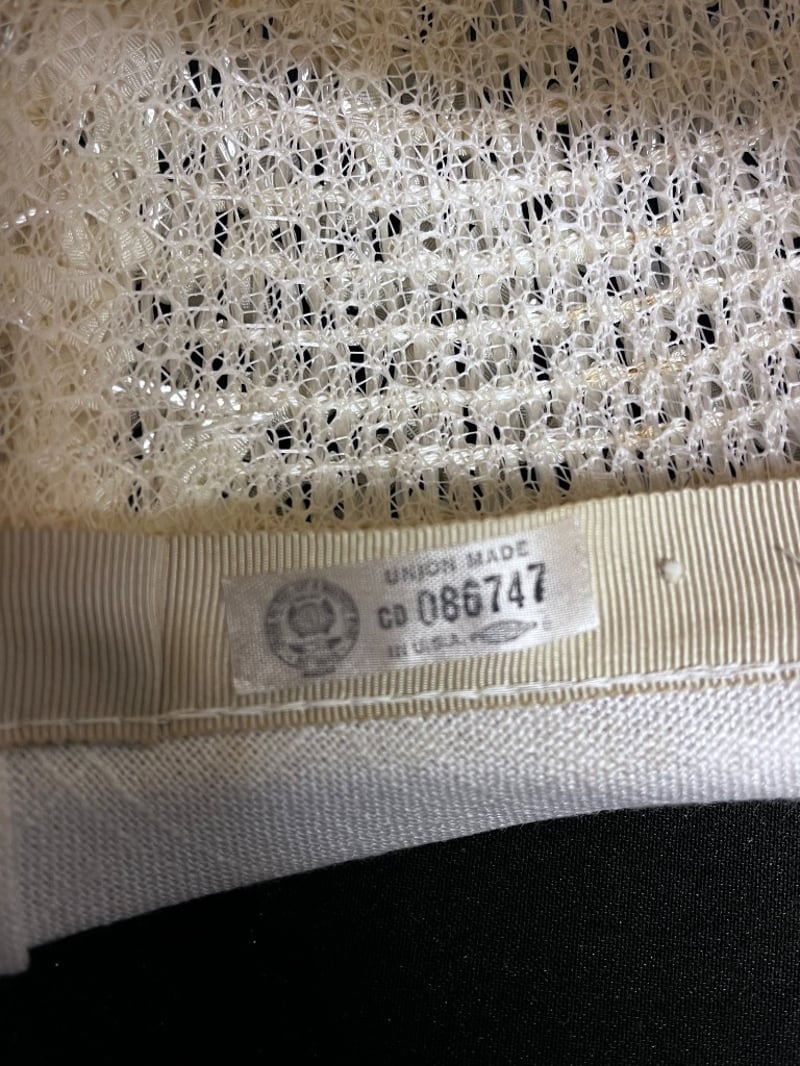 UNION MADE
CD 086747
IN U.S.A.